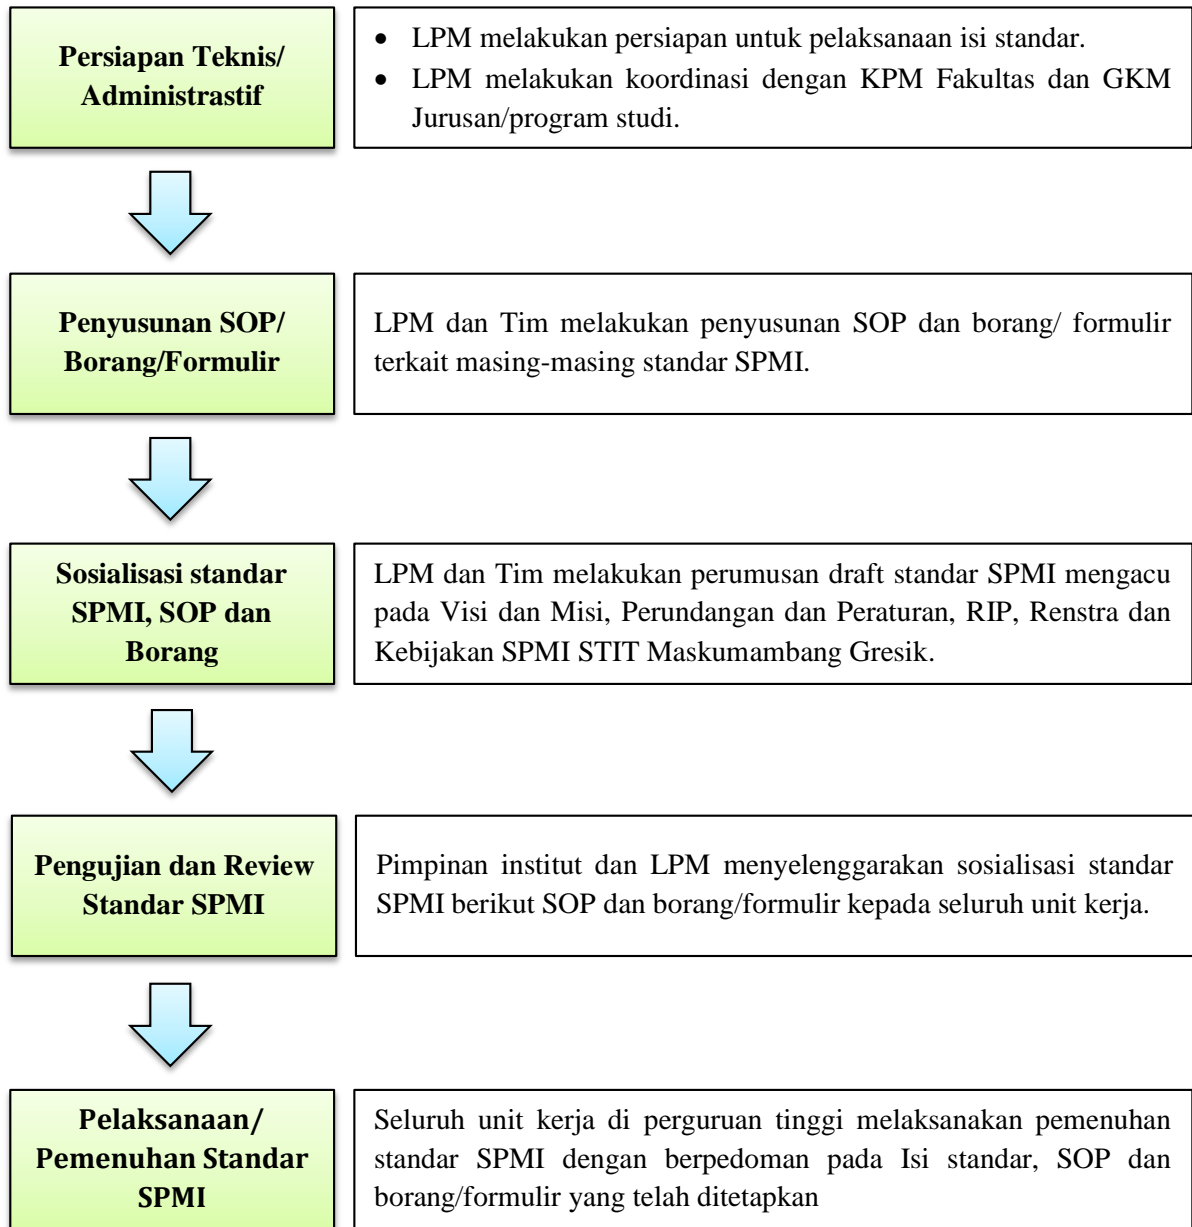 Persiapan Teknis/
Administrastif
• LPM melakukan persiapan untuk pelaksanaan isi standar.
• LPM melakukan koordinasi dengan KPM Fakultas dan GKM
Jurusan/program studi.
Penyusunan SOP/
Borang/Formulir
LPM dan Tim melakukan penyusunan SOP dan borang/ formulir
terkait masing-masing standar SPMI.
Sosialisasi standar
SPMI, SOP dan
Borang
LPM dan Tim melakukan perumusan draft standar SPMI mengacu
pada Visi dan Misi, Perundangan dan Peraturan, RIP, Renstra dan
Kebijakan SPMI STIT Maskumambang Gresik.
Pengujian dan Review
Standar SPMI
Pimpinan institut dan LPM menyelenggarakan sosialisasi standar
SPMI berikut SOP dan borang/formulir kepada seluruh unit kerja.
Pelaksanaan/
Pemenuhan Standar
SPMI
Seluruh unit kerja di perguruan tinggi melaksanakan pemenuhan
standar SPMI dengan berpedoman pada Isi standar, SOP dan
borang/formulir yang telah ditetapkan